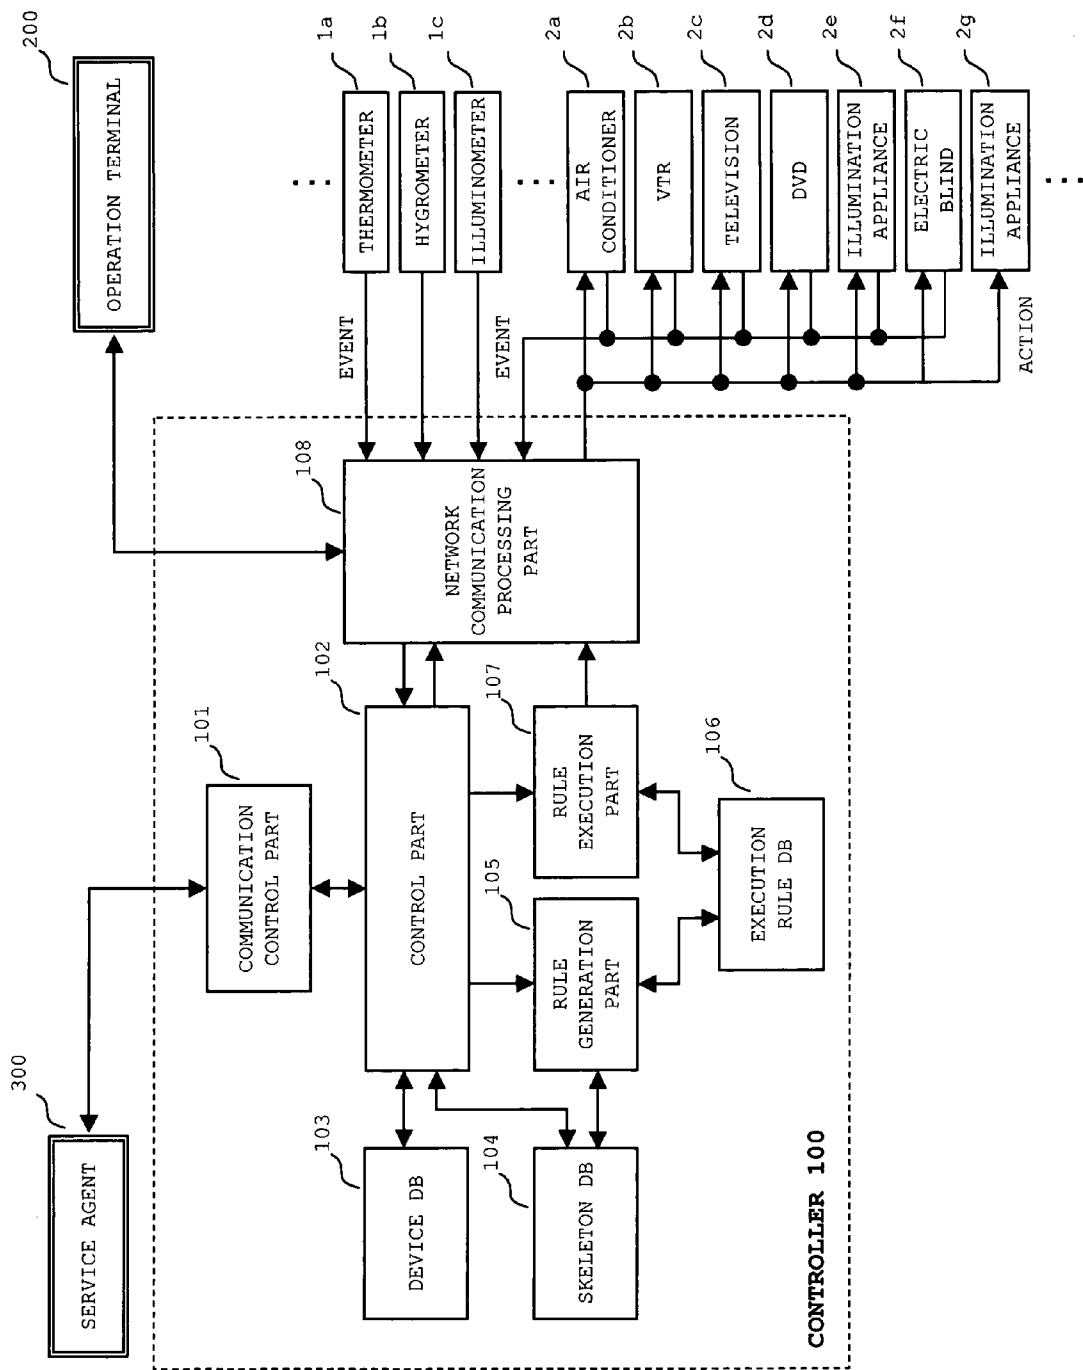 300
SERVICE AGENT
200
OPERATION TERMINAL
101
COMMUNICATION
CONTROL PART
103
DEVICE DB
102
CONTROL PART
104
SKELETON DB
105
RULE
GENERATION
PART
107
RULE
EXECUTION
PART
106
EXECUTION
RULE DB
108
NETWORK
COMMUNICATION
PROCESSING
PART
CONTROLLER 100
EVENT
EVENT
ACTION
THERMOMETER
1a
HYGROMETER
1b
ILLUMINOMETER
1c
AIR
CONDITIONER
2a
VTR
2b
TELEVISION
2c
DVD
2d
ILLUMINATION
APPLIANCE
2e
ELECTRIC
BLIND
2f
ILLUMINATION
APPLIANCE
2g